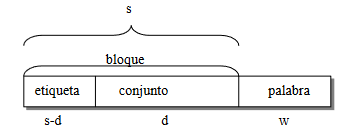 s
bloque
etiqueta conjunto palabra
s-d d w